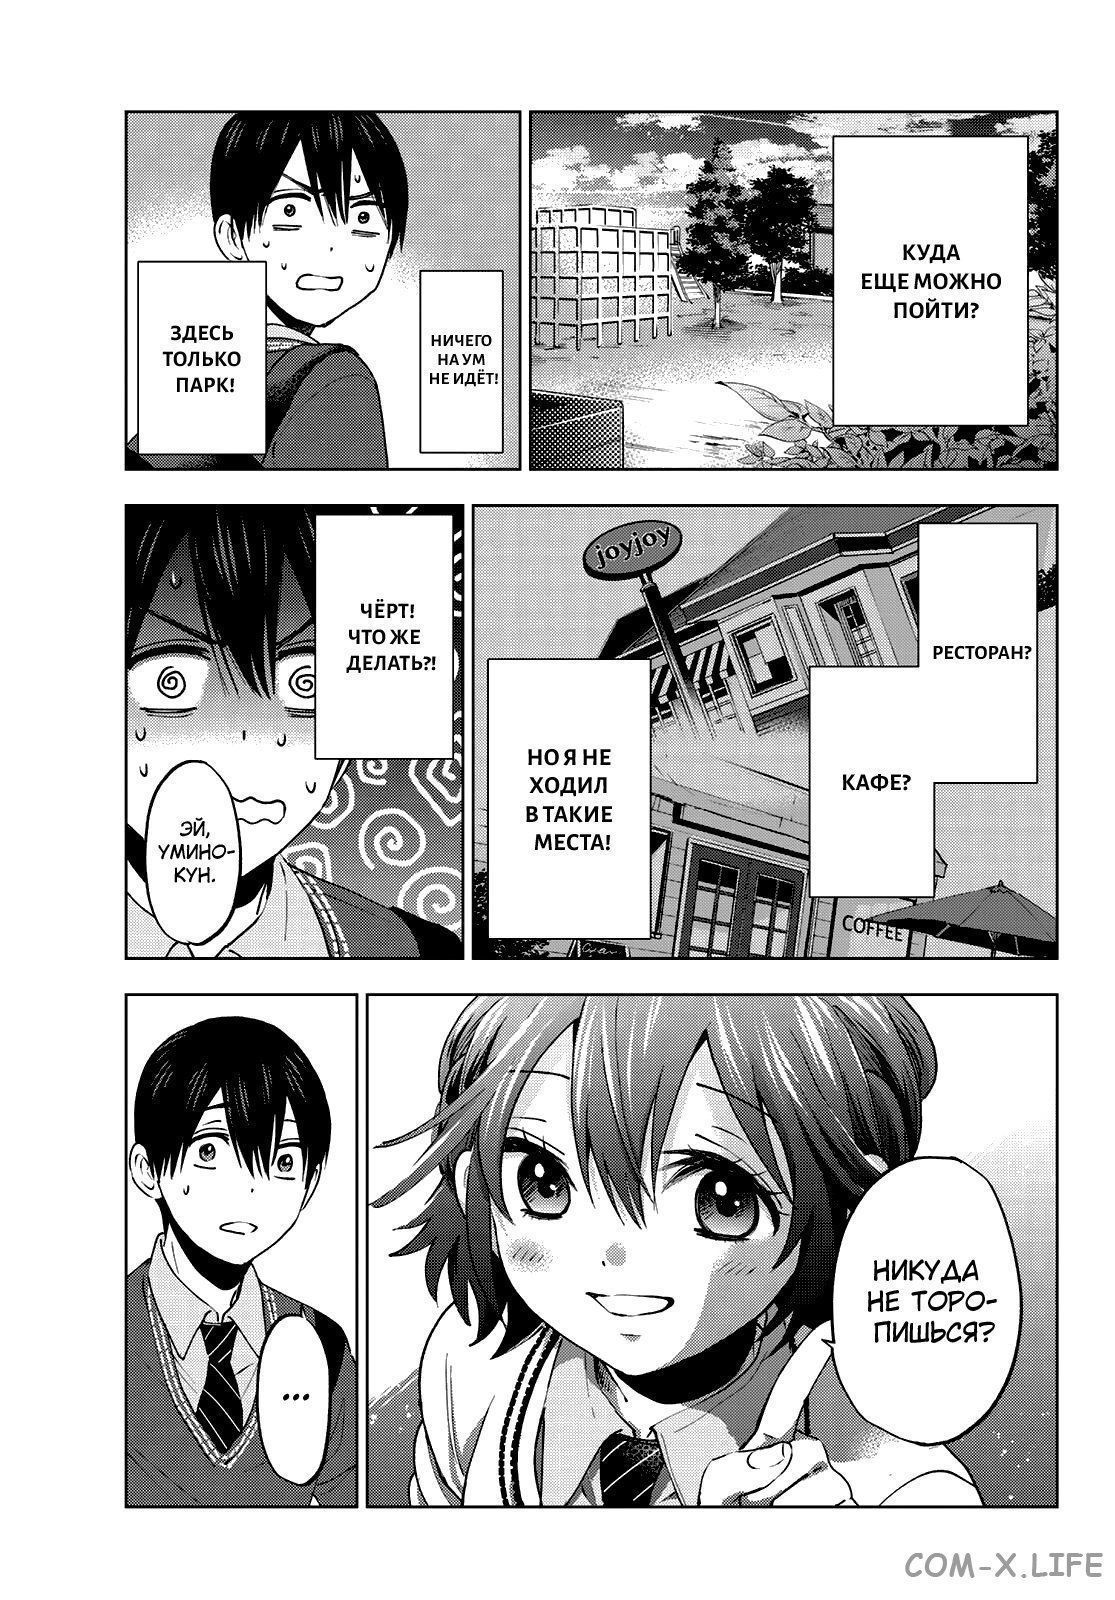 КУДА
ЕЩЕ МОЖНО
ПОЙТИ?
НИЧЕГО
НА УМ
НЕ ИДЁТ!
ЗДЕСЬ
ТОЛЬКО
ПАРК!
joyjoy
РЕСТОРАН?
КАФЕ?
НО Я НЕ
ХОДИЛ
В ТАКИЕ
МЕСТА!
COFFEE
ЧЁРТ!
ЧТО ЖЕ
ДЕЛАТЬ?!
ЭЙ,
УМИНО-
КУН.
НИКУДА
НЕ ТОРО-
ПИШЬСЯ?
...
COM-X.LIFE